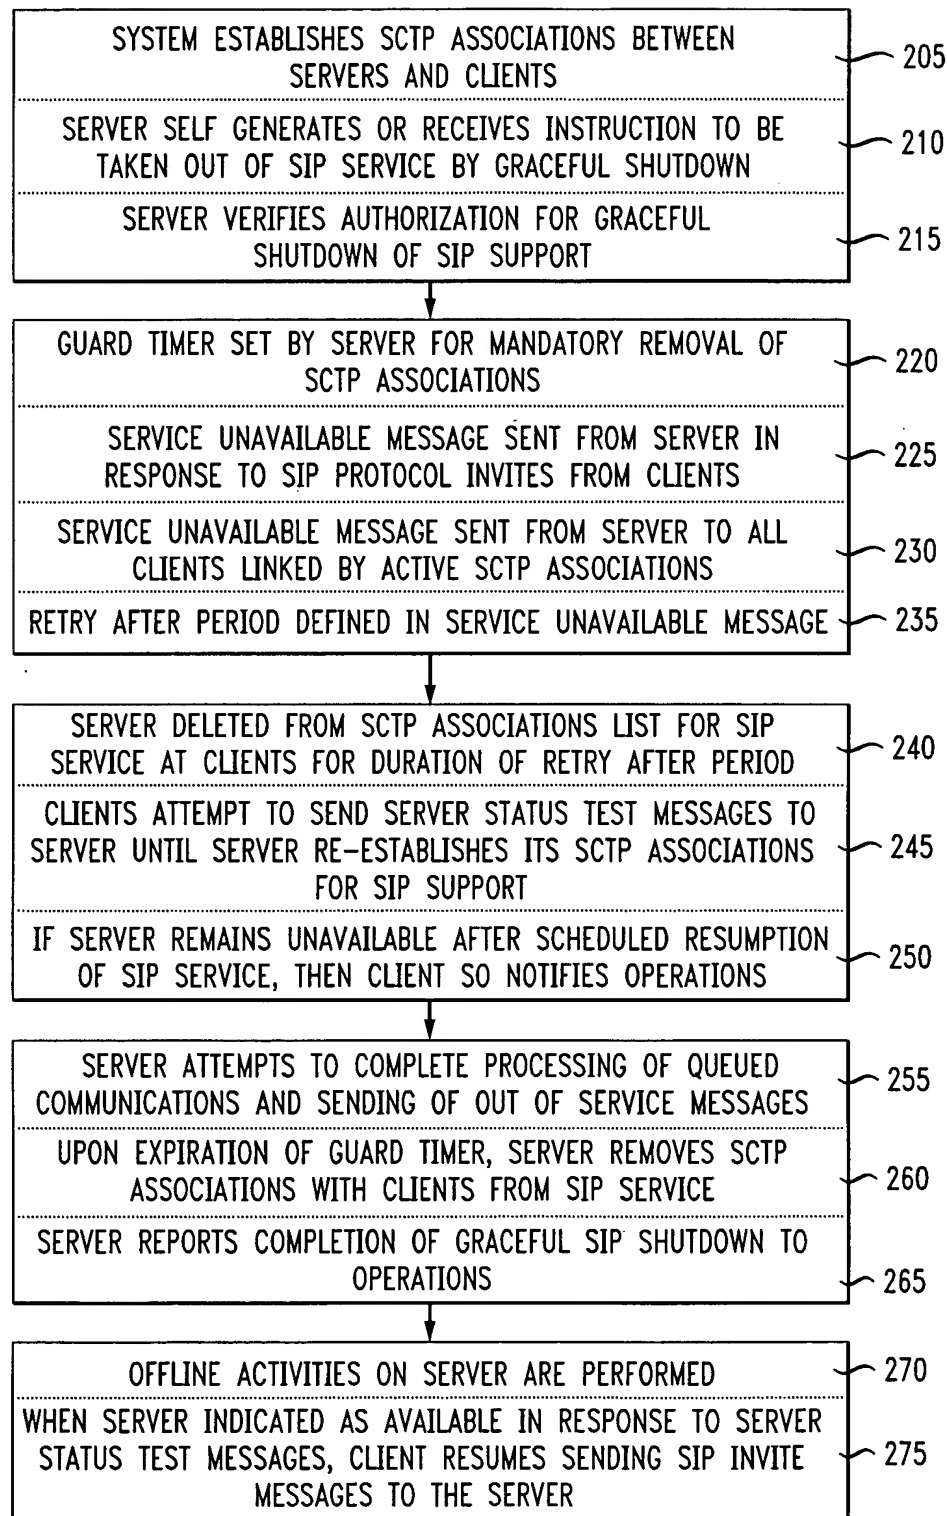 SYSTEM ESTABLISHES SCTP ASSOCIATIONS BETWEEN
SERVERS AND CLIENTS
205
SERVER SELF GENERATES OR RECEIVES INSTRUCTION TO BE
TAKEN OUT OF SIP SERVICE BY GRACEFUL SHUTDOWN
210
SERVER VERIFIES AUTHORIZATION FOR GRACEFUL
SHUTDOWN OF SIP SUPPORT
215
GUARD TIMER SET BY SERVER FOR MANDATORY REMOVAL OF
SCTP ASSOCIATIONS
220
SERVICE UNAVAILABLE MESSAGE SENT FROM SERVER IN
RESPONSE TO SIP PROTOCOL INVITES FROM CLIENTS
225
SERVICE UNAVAILABLE MESSAGE SENT FROM SERVER TO ALL
CLIENTS LINKED BY ACTIVE SCTP ASSOCIATIONS
230
RETRY AFTER PERIOD DEFINED IN SERVICE UNAVAILABLE MESSAGE
235
SERVER DELETED FROM SCTP ASSOCIATIONS LIST FOR SIP
SERVICE AT CLIENTS FOR DURATION OF RETRY AFTER PERIOD
240
CLIENTS ATTEMPT TO SEND SERVER STATUS TEST MESSAGES TO
SERVER UNTIL SERVER RE-ESTABLISHES ITS SCTP ASSOCIATIONS
FOR SIP SUPPORT
245
IF SERVER REMAINS UNAVAILABLE AFTER SCHEDULED RESUMPTION
OF SIP SERVICE, THEN CLIENT SO NOTIFIES OPERATIONS
250
SERVER ATTEMPTS TO COMPLETE PROCESSING OF QUEUED
COMMUNICATIONS AND SENDING OF OUT OF SERVICE MESSAGES
255
UPON EXPIRATION OF GUARD TIMER, SERVER REMOVES SCTP
ASSOCIATIONS WITH CLIENTS FROM SIP SERVICE
260
SERVER REPORTS COMPLETION OF GRACEFUL SIP SHUTDOWN TO
OPERATIONS
265
OFFLINE ACTIVITIES ON SERVER ARE PERFORMED
270
WHEN SERVER INDICATED AS AVAILABLE IN RESPONSE TO SERVER
STATUS TEST MESSAGES, CLIENT RESUMES SENDING SIP INVITE
MESSAGES TO THE SERVER
275